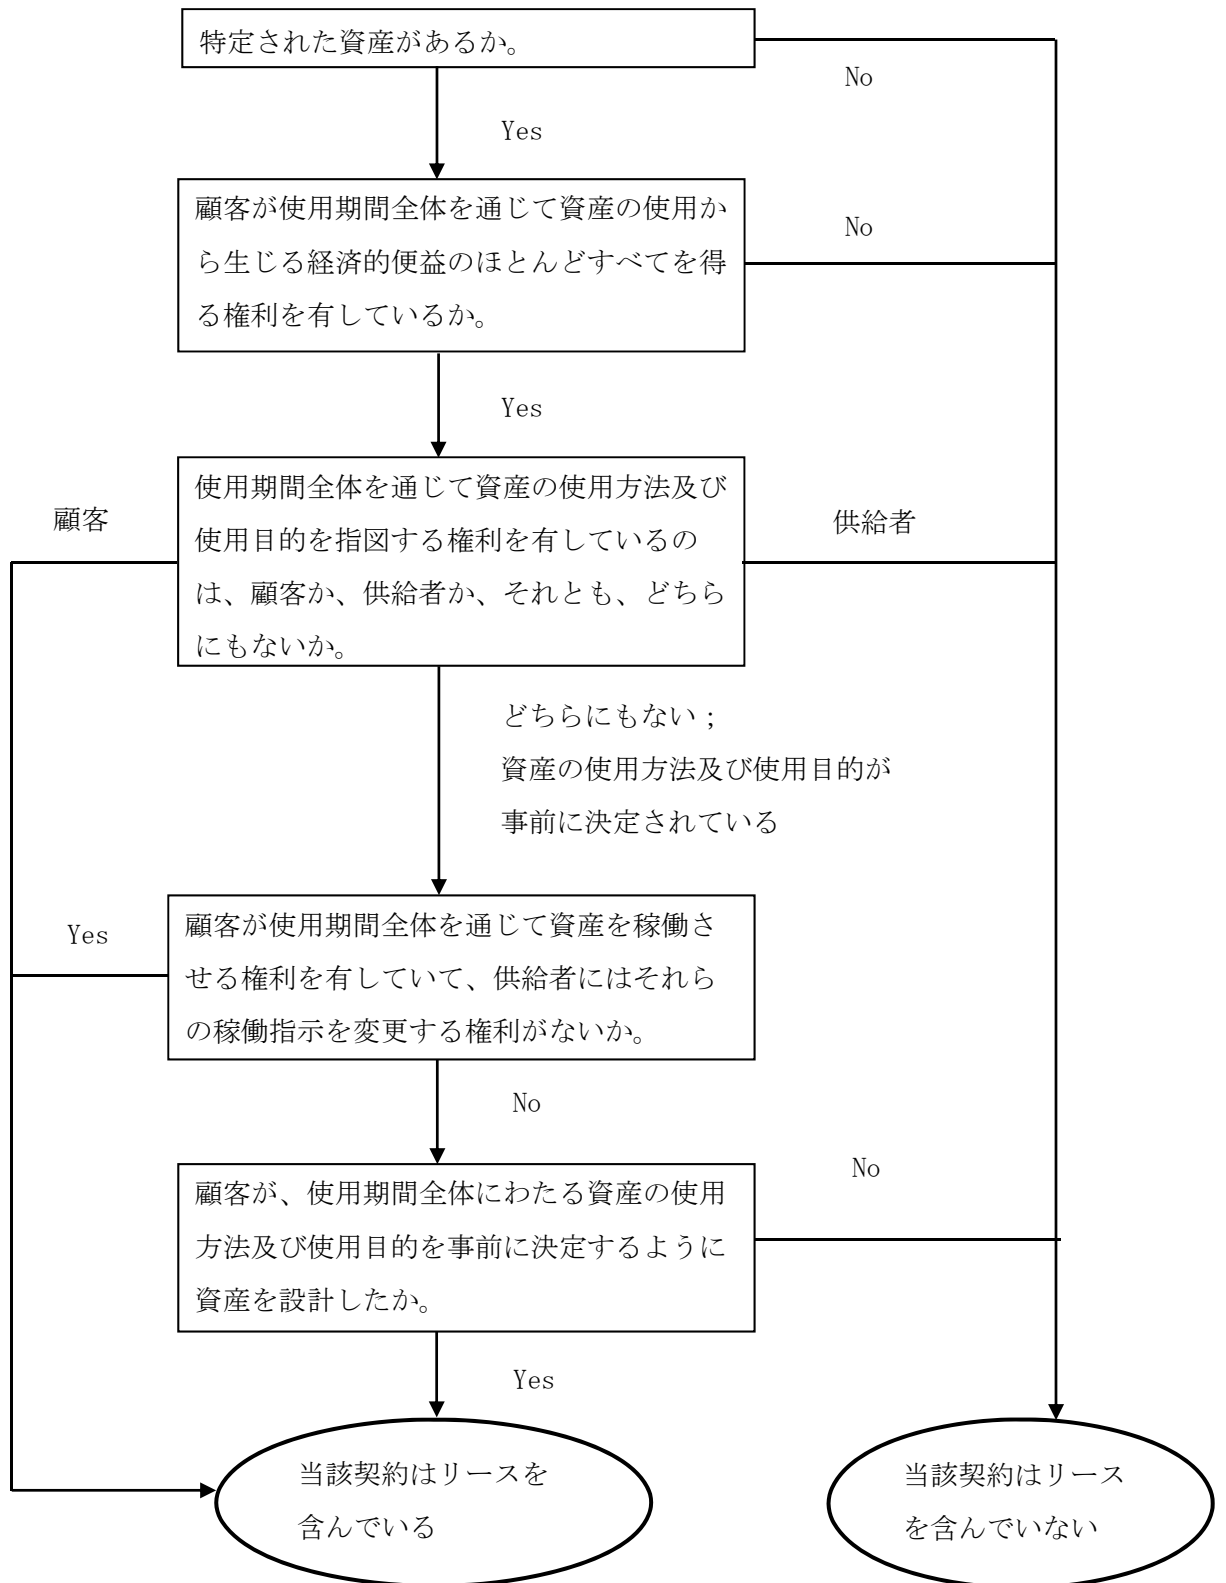 特定された資産があるか。
No
Yes
顧客が使用期間全体を通じて資産の使用か
ら生じる経済的便益のほとんどすべてを得
る権利を有しているか。
No
Yes
使用期間全体を通じて資産の使用方法及び
使用目的を指図する権利を有しているの
は、顧客か、供給者か、それとも、どちら
にもないか。
顧客
供給者
どちらにもない；
資産の使用方法及び使用目的が
事前に決定されている
顧客が使用期間全体を通じて資産を稼働さ
せる権利を有していて、供給者にはそれら
の稼働指示を変更する権利がないか。
Yes
No
顧客が、使用期間全体にわたる資産の使用
方法及び使用目的を事前に決定するように
資産を設計したか。
No
Yes
当該契約はリースを
含んでいる
当該契約はリース
を含んでいない